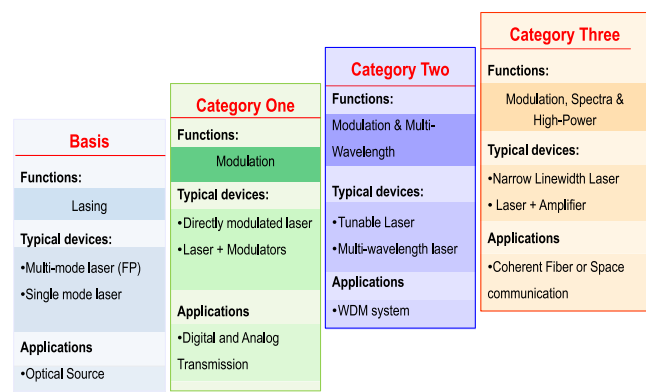 Basis
Functions:
Lasing
Typical devices:
•Multi-mode laser (FP)
•Single mode laser
Applications
•Optical Source
Category One
Functions:
Modulation
Typical devices:
•Directly modulated laser
•Laser + Modulators
Applications
•Digital and Analog
Transmission
Category Two
Functions:
Modulation & Multi-
Wavelength
Typical devices:
•Tunable Laser
•Multi-wavelength laser
Applications
•WDM system
Category Three
Functions:
Modulation, Spectra &
High-Power
Typical devices:
•Narrow Linewidth Laser
• Laser + Amplifier
Applications
•Coherent Fiber or Space
communication